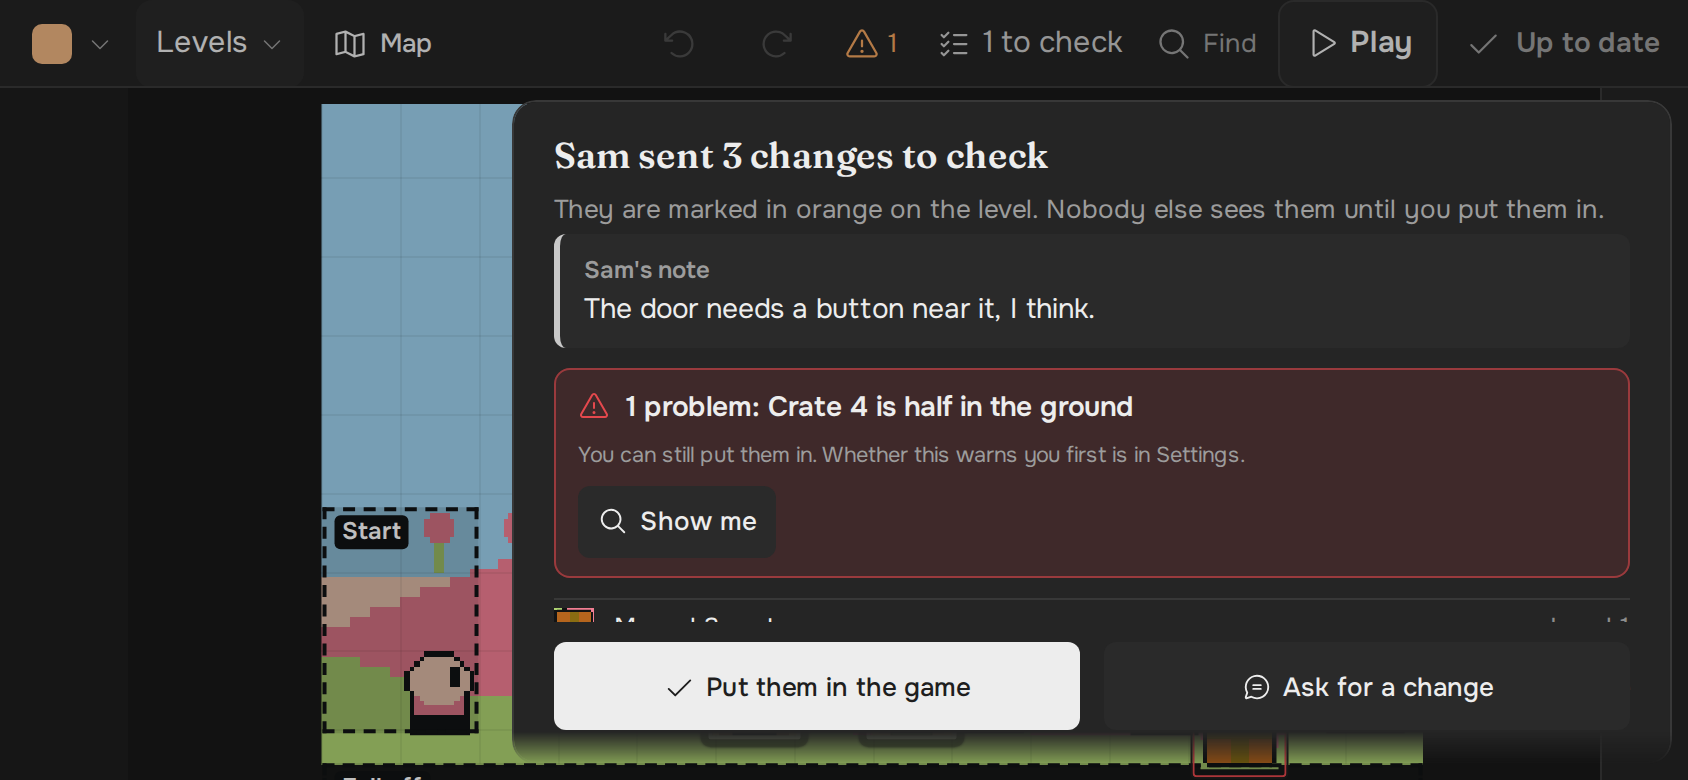 Levels
Map
1
1 to check
Find
Play
Up to date
Sam sent 3 changes to check
They are marked in orange on the level. Nobody else sees them until you put them in.
Sam's note
The door needs a button near it, I think.
1 problem: Crate 4 is half in the ground
You can still put them in. Whether this warns you first is in Settings.
Show me
Start
Put them in the game
Ask for a change